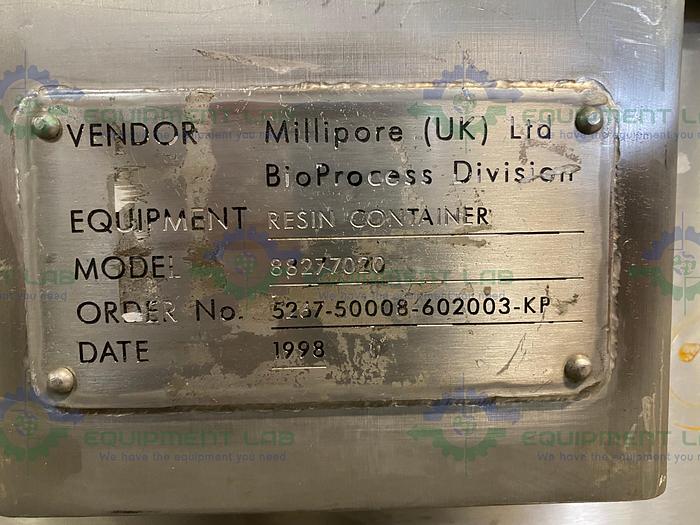 VENDOR Millipore (UK) Ltd
BioProcess Division
EQUIPMENT RESIN CONTAINER
MODEL 88277020
ORDER No. 5267-50008-602003-KP
DATE 1998
EQUIPMENT LAB
We have the equipment you need